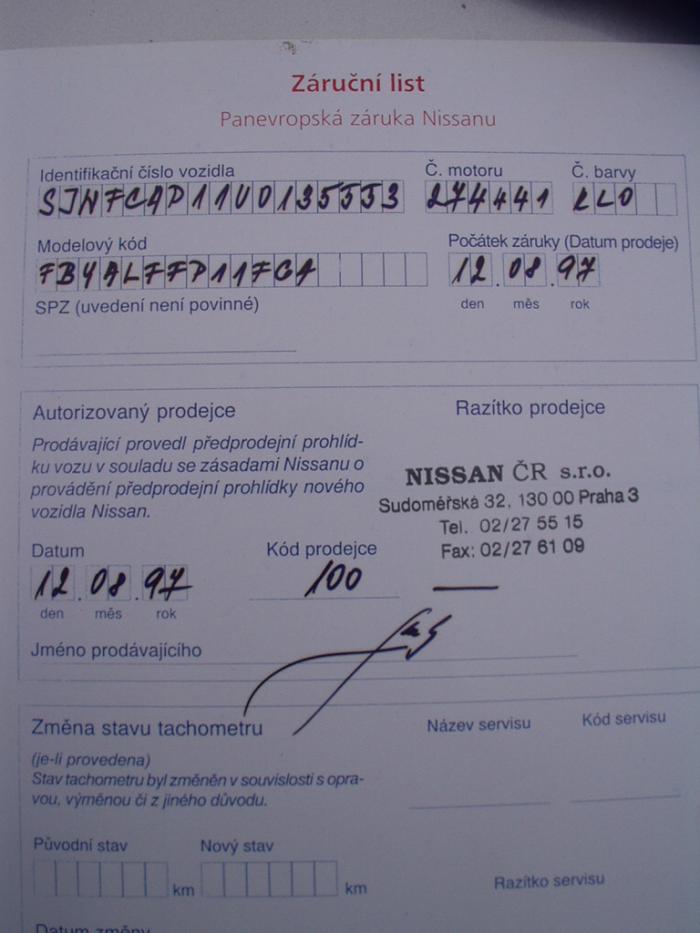 Záruční list
Panevropská záruka Nissanu
Identifikační číslo vozidla Č. motoru Č. barvy
SJNFCAP11U0135553 274441 KL0
Modelový kód Počátek záruky (Datum prodeje)
FBYALFFP11FCA 12.08.97
SPZ (uvedení není povinné) den měs rok
Autorizovaný prodejce Razítko prodejce
Prodávající provedl předprodejní prohlíd-
ku vozu v souladu se zásadami Nissanu o
provádění předprodejní prohlídky nového
vozidla Nissan.
NISSAN ČR s.r.o.
Sudoměřská 32, 130 00 Praha 3
Tel. 02/27 55 15
Fax: 02/27 61 09
Datum Kód prodejce
12.08.97 100
den měs rok
Jméno prodávajícího
Změna stavu tachometru Název servisu Kód servisu
(je-li provedena)
Stav tachometru byl změněn v souvislosti s opra-
vou, výměnou či z jiného důvodu.
Původní stav Nový stav
km km Razítko servisu
Datum změny